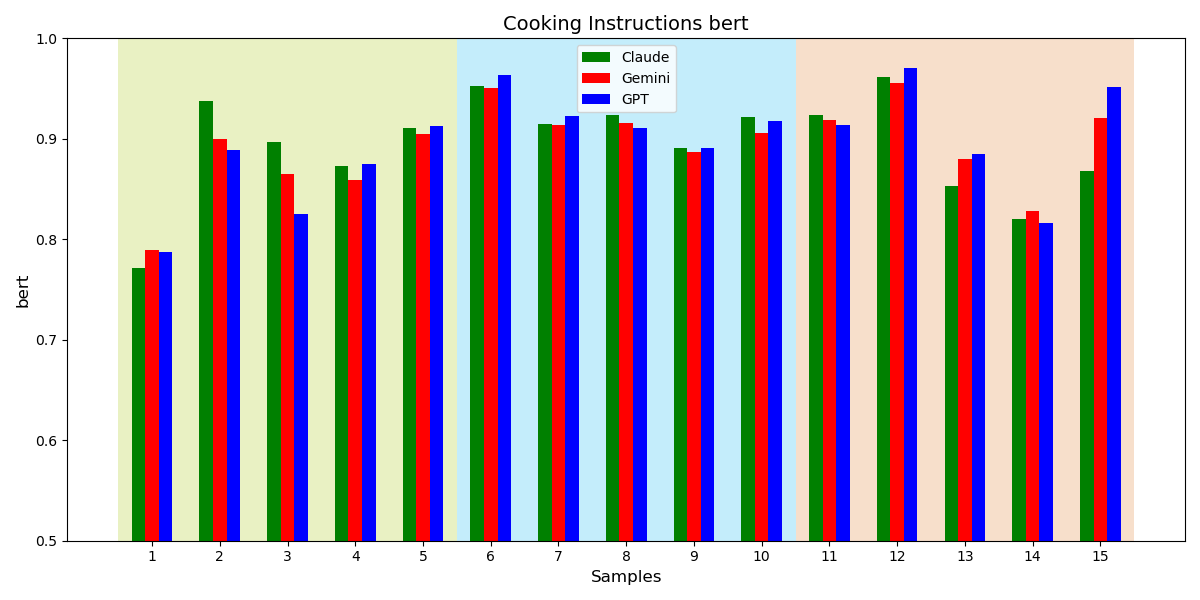 Cooking Instructions bert
Claude
Gemini
GPT
1.0
0.9
0.8
0.7
0.6
0.5
bert
1 2 3 4 5 6 7 8 9 10 11 12 13 14 15
Samples